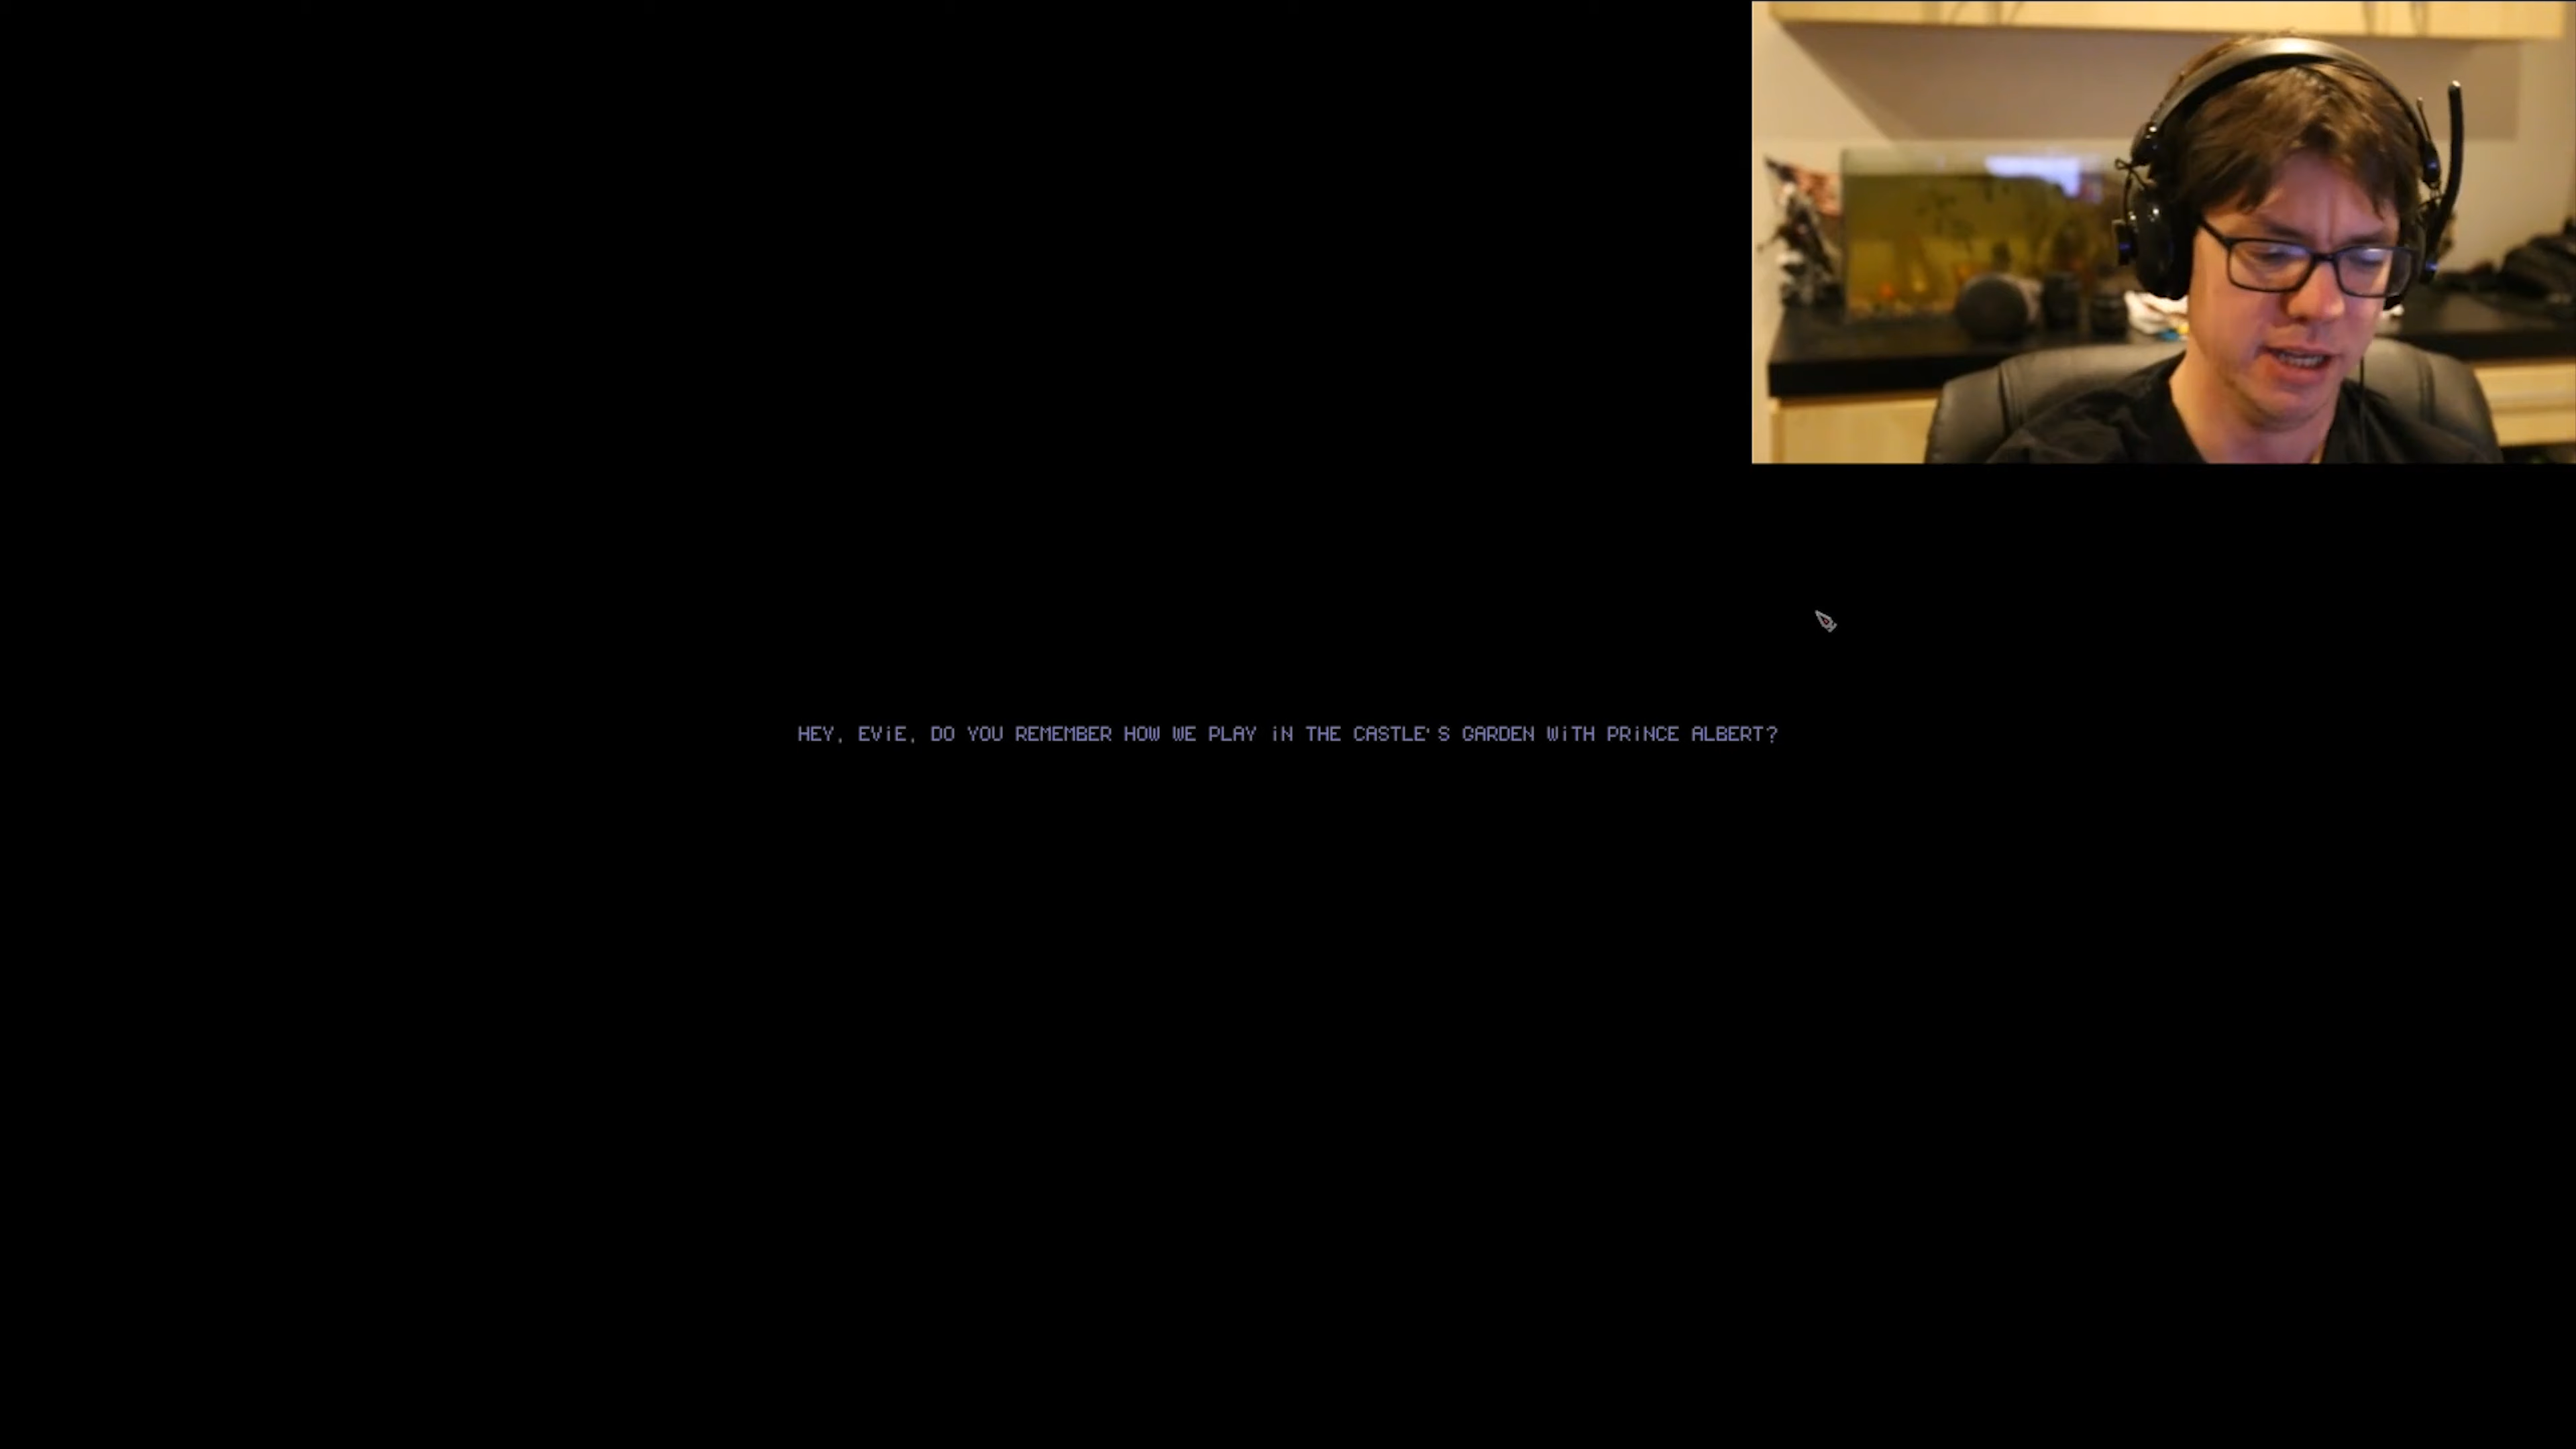 HEY, EViE, DO YOU REMEMBER HOW WE PLAY iN THE CASTLE'S GARDEN WiTH PRiNCE ALBERT?